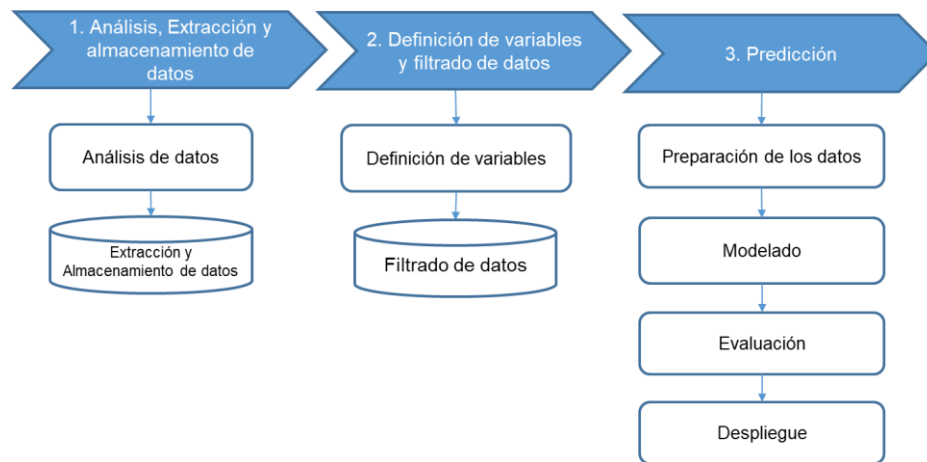 1. Análisis, Extracción y
almacenamiento de
datos
2. Definición de variables
y filtrado de datos
3. Predicción
Análisis de datos
Extracción y
Almacenamiento de datos
Definición de variables
Filtrado de datos
Preparación de los datos
Modelado
Evaluación
Despliegue